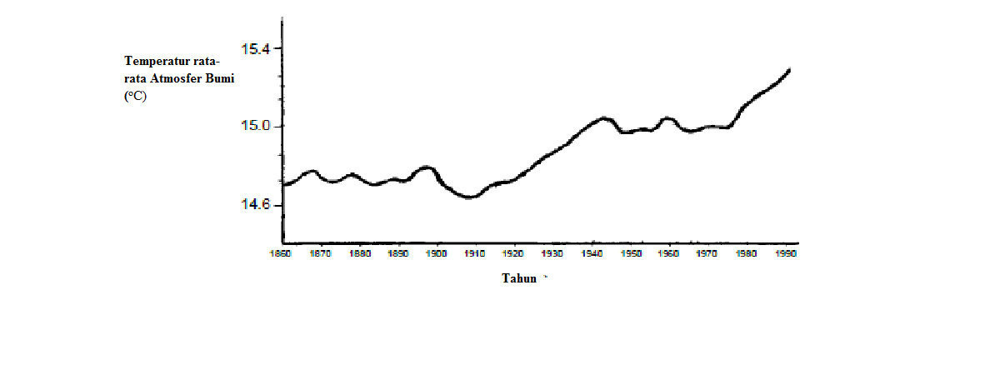 Temperatur rata-
rata Atmosfer Bumi
(°C)
15.4
15.0
14.6
1860 1870 1880 1890 1900 1910 1920 1930 1940 1950 1960 1970 1980 1990
Tahun